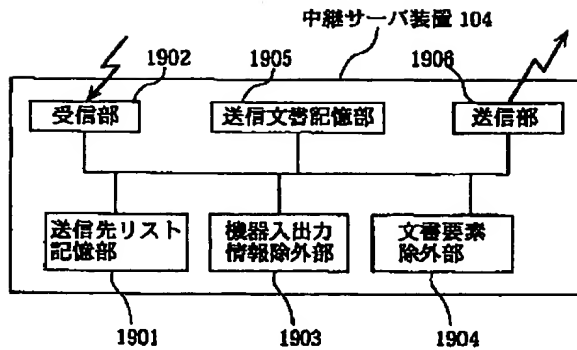 中継サーバ装置 104
1902
1905
1906
受信部
送信文書記憶部
送信部
送信先リスト
記憶部
機器入出力
情報除外部
文書要素
除外部
1901
1903
1904